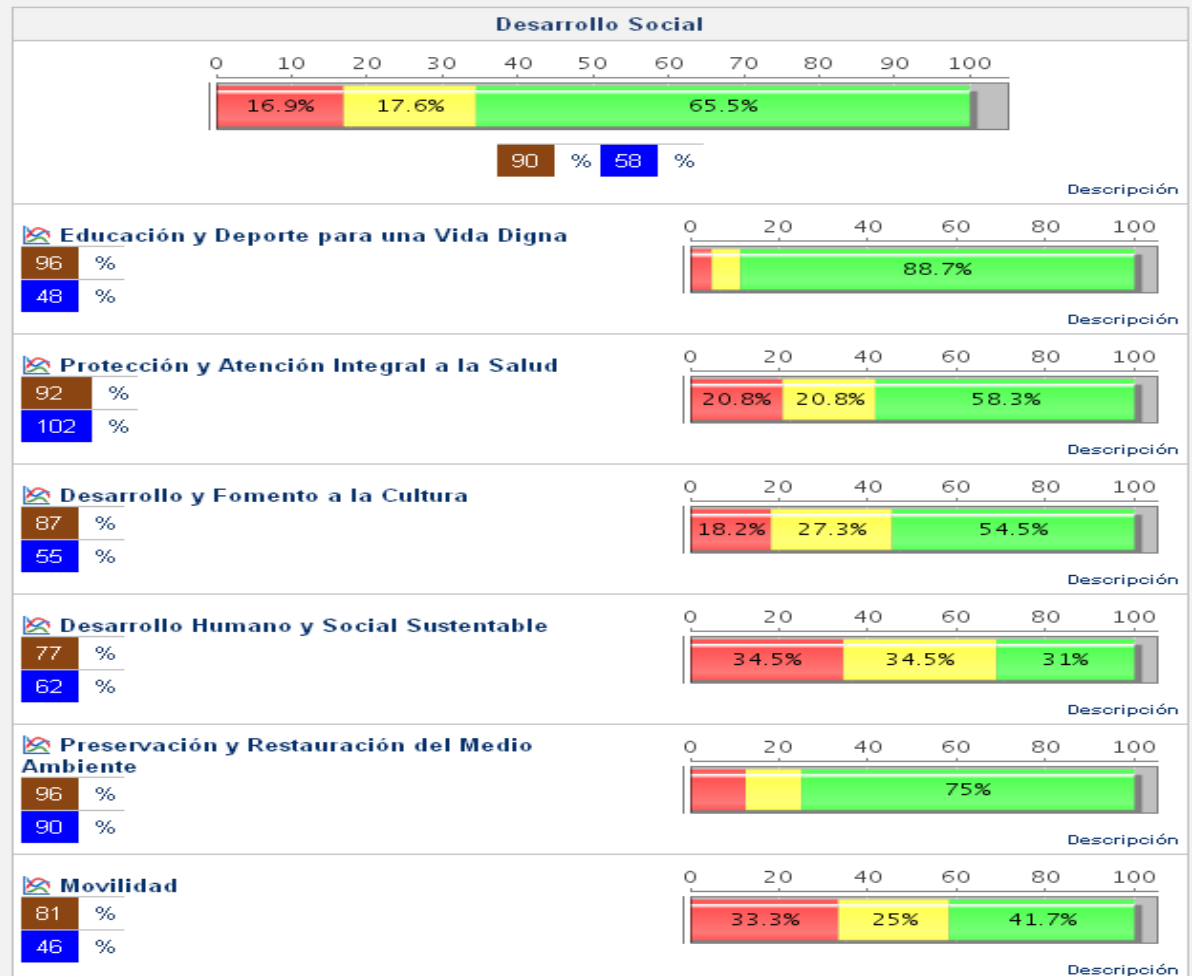 Desarrollo Social
0 10 20 30 40 50 60 70 80 90 100
16.9% 17.6% 65.5%
90 % 58 %
Descripción
Educación y Deporte para una Vida Digna
96 %
48 %
0 20 40 60 80 100
88.7%
Descripción
Protección y Atención Integral a la Salud
92 %
102 %
0 20 40 60 80 100
20.8% 20.8% 58.3%
Descripción
Desarrollo y Fomento a la Cultura
87 %
55 %
0 20 40 60 80 100
18.2% 27.3% 54.5%
Descripción
Desarrollo Humano y Social Sustentable
77 %
62 %
0 20 40 60 80 100
34.5% 34.5% 31%
Descripción
Preservación y Restauración del Medio
Ambiente
96 %
90 %
0 20 40 60 80 100
75%
Descripción
Movilidad
81 %
46 %
0 20 40 60 80 100
33.3% 25% 41.7%
Descripción